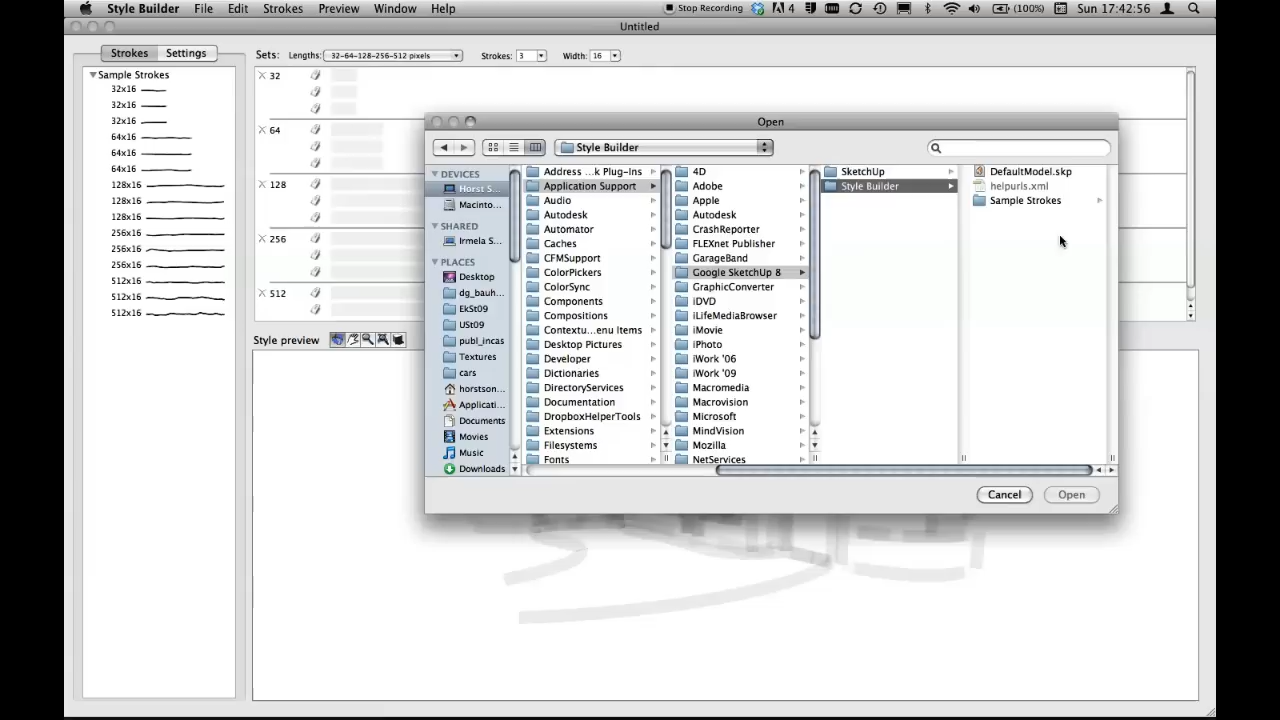 Style Builder File Edit Strokes Preview Window Help Stop Recording 4 (100%) Sun 17:42:56
Untitled
Strokes Settings Sets: Lengths: 32-64-128-256-512 pixels Strokes: 3 Width: 16
Sample Strokes
32x16
32x16
32x16
64x16
64x16
64x16
128x16
128x16
128x16
256x16
256x16
256x16
512x16
512x16
512x16
32
64
128
256
512
Style preview
Open
Style Builder
DEVICES
Horst S...
Macinto...
SHARED
Irmela S...
PLACES
Desktop
dg_bauh...
EkSt09
USt09
publ_incas
Textures
cars
horstson...
Applicati...
Documents
Movies
Music
Downloads
Address ...k Plug-Ins
Application Support
Audio
Autodesk
Automator
Caches
CFMSupport
ColorPickers
ColorSync
Components
Compositions
Contextu...enu Items
Desktop Pictures
Developer
Dictionaries
DirectoryServices
Documentation
DropboxHelperTools
Extensions
Filesystems
Fonts
4D
Adobe
Apple
Autodesk
CrashReporter
FLEXnet Publisher
GarageBand
Google SketchUp 8
GraphicConverter
iDVD
iLifeMediaBrowser
iMovie
iPhoto
iWork '06
iWork '09
Macromedia
Macrovision
Microsoft
MindVision
Mozilla
NetServices
SketchUp
Style Builder
DefaultModel.skp
helpurls.xml
Sample Strokes
Cancel Open